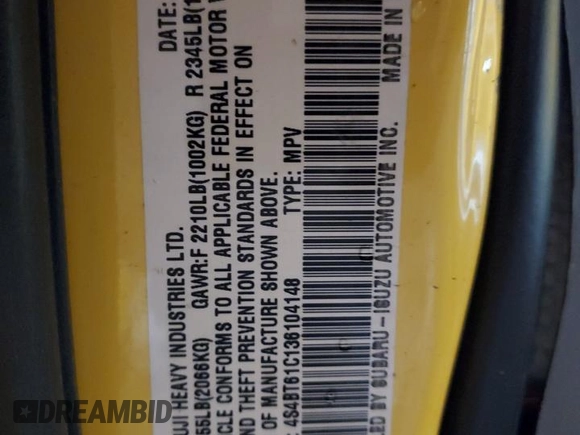 DATE:
UJI HEAVY INDUSTRIES LTD.
55LB(2066KG) GAWR:F 2210LB(1002KG) R 2345LB(1
CLE CONFORMS TO ALL APPLICABLE FEDERAL MOTOR V
ND THEFT PREVENTION STANDARDS IN EFFECT ON
OF MANUFACTURE SHOWN ABOVE.
: 4S4BT61C136104148 TYPE: MPV
ED BY SUBARU-ISUZU AUTOMOTIVE INC. MADE IN
DREAMBID